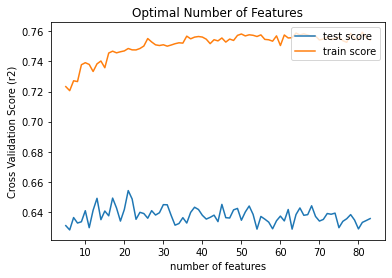 Optimal Number of Features
test score
train score
Cross Validation Score (r2)
0.76
0.74
0.72
0.70
0.68
0.66
0.64
10 20 30 40 50 60 70 80
number of features